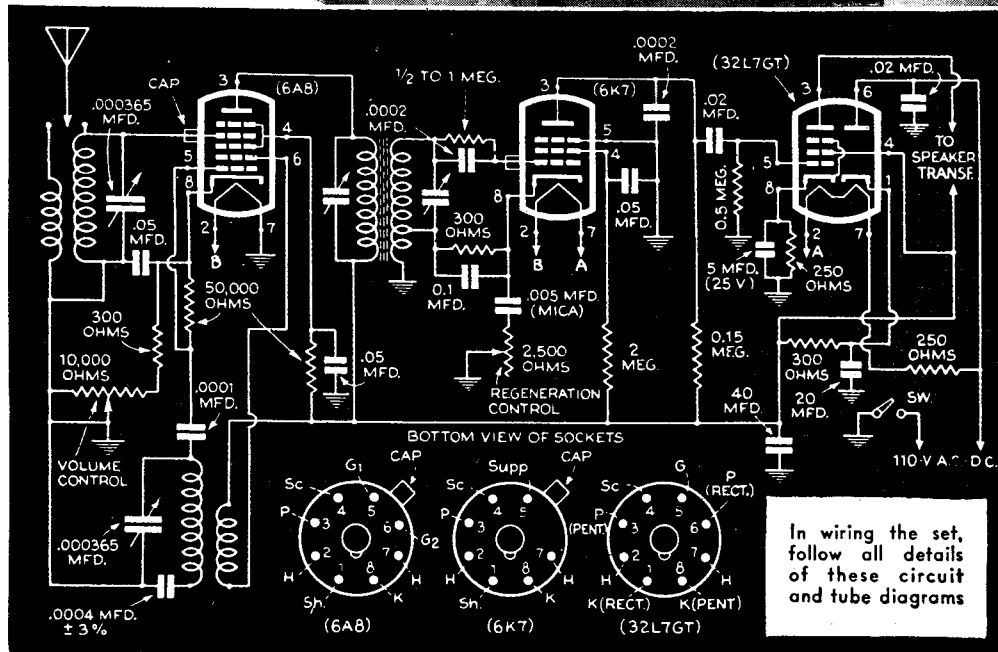 3
CAP
(6A8)
.000365
MFD.
4
5
6
8
.05
MFD.
2
7
B
50,000
OHMS
300
OHMS
10,000
OHMS
.0001
MFD.
.05
MFD.
VOLUME
CONTROL
.000365
MFD.
.0004 MFD.
± 3%
1/2 TO 1 MEG.
.0002
MFD.
3
(6K7)
.0002
MFD.
5
4
8
.05
MFD.
300
OHMS
2
7
B
A
0.1
MFD.
.005 MFD.
(MICA)
2,500
OHMS
REGENERATION
CONTROL
2
MEG.
(32L7GT)
3
6
.02 MFD.
.02
MFD.
TO
SPEAKER
TRANSF.
5
4
8
1
0.5 MEG.
2
A
7
5 MFD.
(25 V)
250
OHMS
0.15
MEG.
300
OHMS
250
OHMS
20
MFD.
40
MFD.
SW.
110-V A.C.-D.C.
BOTTOM VIEW OF SOCKETS
G1
CAP
Sc
4
5
P
3
6
G2
2
7
H
H
1
8
Sh.
K
(6A8)
Supp
CAP
Sc
4
5
P
3
2
7
H
H
1
8
Sh.
K
(6K7)
G
P
(RECT.)
Sc
4
5
P
(PENT)
3
6
2
7
H
H
1
8
K(RECT.)
K(PENT)
(32L7GT)
In wiring the set,
follow all details
of these circuit
and tube diagrams